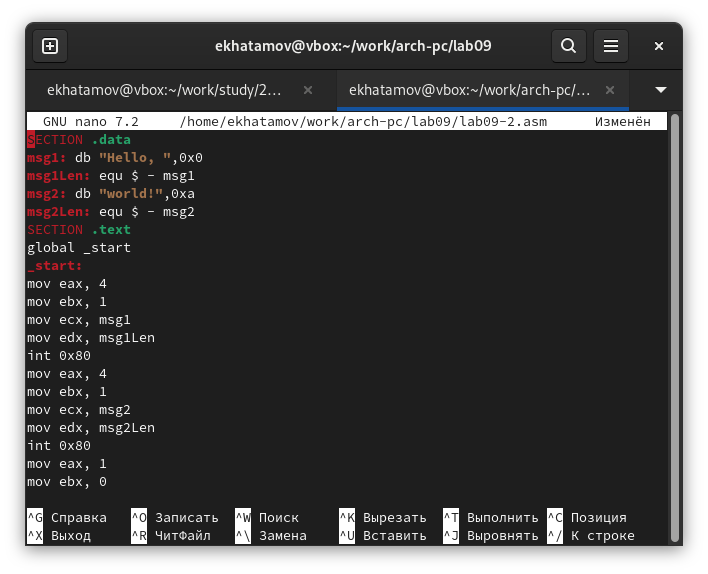 ekhatamov@vbox:~/work/arch-pc/lab09
ekhatamov@vbox:~/work/study/2... ekhatamov@vbox:~/work/arch-pc/...
GNU nano 7.2 /home/ekhatamov/work/arch-pc/lab09/lab09-2.asm Изменён
SECTION .data
msg1: db "Hello, ",0x0
msg1Len: equ $ - msg1
msg2: db "world!",0xa
msg2Len: equ $ - msg2
SECTION .text
global _start
_start:
mov eax, 4
mov ebx, 1
mov ecx, msg1
mov edx, msg1Len
int 0x80
mov eax, 4
mov ebx, 1
mov ecx, msg2
mov edx, msg2Len
int 0x80
mov eax, 1
mov ebx, 0
^G Справка ^O Записать ^W Поиск ^K Вырезать ^T Выполнить ^C Позиция
^X Выход ^R ЧитФайл ^\ Замена ^U Вставить ^J Выровнять ^/ К строке